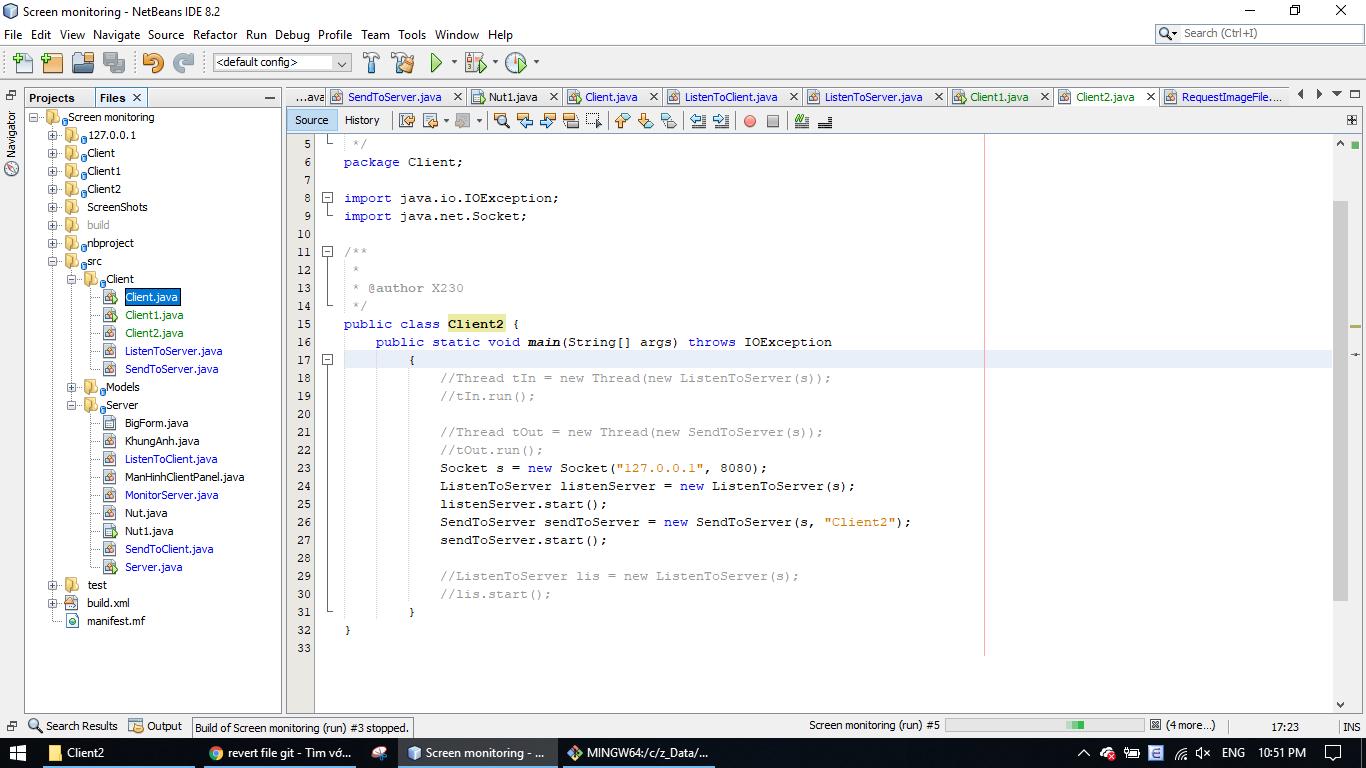 Screen monitoring - NetBeans IDE 8.2
File Edit View Navigate Source Refactor Run Debug Profile Team Tools Window Help
Search (Ctrl+I)
<default config>
Projects
Files
Navigator
Screen monitoring
127.0.0.1
Client
Client1
Client2
ScreenShots
build
nbproject
src
Client
Client.java
Client1.java
Client2.java
ListenToServer.java
SendToServer.java
Models
Server
BigForm.java
KhungAnh.java
ListenToClient.java
ManHinhClientPanel.java
MonitorServer.java
Nut.java
Nut1.java
SendToClient.java
Server.java
test
build.xml
manifest.mf
...ava SendToServer.java Nut1.java Client.java ListenToClient.java ListenToServer.java Client1.java Client2.java RequestImageFile....
Source History
5 */
6 package Client;
7
8 import java.io.IOException;
9 import java.net.Socket;
10
11 /**
12 *
13 * @author X230
14 */
15 public class Client2 {
16 public static void main(String[] args) throws IOException
17 {
18 //Thread tIn = new Thread(new ListenToServer(s));
19 //tIn.run();
20
21 //Thread tOut = new Thread(new SendToServer(s));
22 //tOut.run();
23 Socket s = new Socket("127.0.0.1", 8080);
24 ListenToServer listenServer = new ListenToServer(s);
25 listenServer.start();
26 SendToServer sendToServer = new SendToServer(s, "Client2");
27 sendToServer.start();
28
29 //ListenToServer lis = new ListenToServer(s);
30 //lis.start();
31 }
32 }
33
Search Results Output Build of Screen monitoring (run) #3 stopped. Screen monitoring (run) #5 (4 more...) 17:23 INS
Client2 revert file git - Tìm vớ... Screen monitoring - ... MINGW64:/c/z_Data/... ENG 10:51 PM